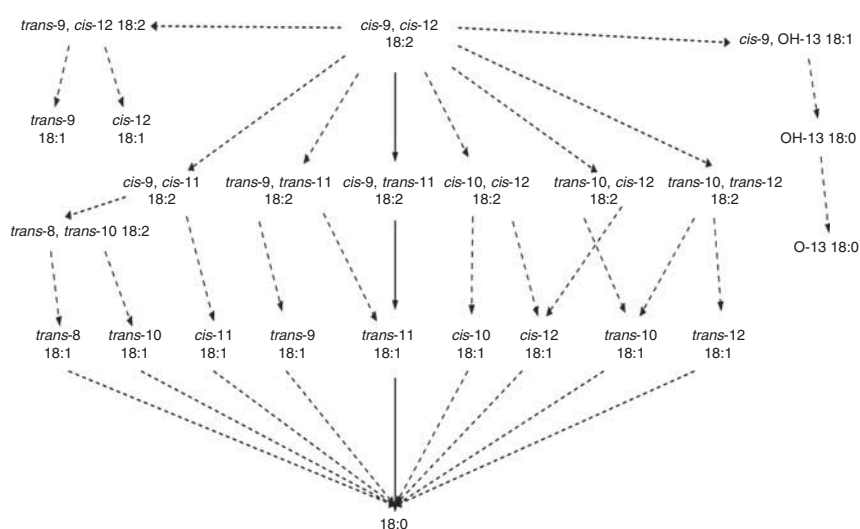 trans-9, cis-12 18:2
cis-9, cis-12
18:2
cis-9, OH-13 18:1
trans-9
18:1
cis-12
18:1
OH-13 18:0
cis-9, cis-11
18:2
trans-9, trans-11
18:2
cis-9, trans-11
18:2
cis-10, cis-12
18:2
trans-10, cis-12
18:2
trans-10, trans-12
18:2
trans-8, trans-10 18:2
O-13 18:0
trans-8
18:1
trans-10
18:1
cis-11
18:1
trans-9
18:1
trans-11
18:1
cis-10
18:1
cis-12
18:1
trans-10
18:1
trans-12
18:1
18:0